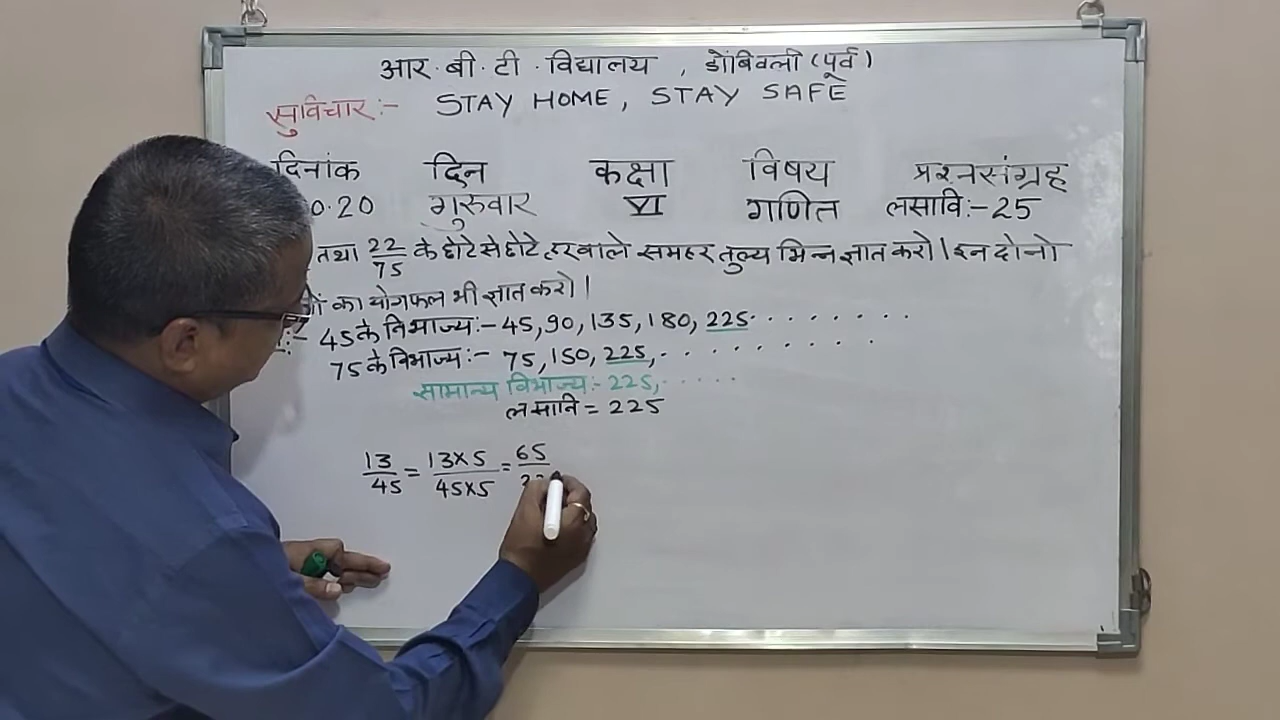 आर.बी.टी.विद्यालय , डोंबिवली (पूर्व)
सुविचार:- STAY HOME, STAY SAFE
दिनांक दिन कक्षा विषय प्रश्नसंग्रह
0.20 गुरुवार VI गणित लसावि:-25
तथा 22/75 के छोटे से छोटे हरवाले समहर तुल्य भिन्न ज्ञात करो। इन दोनो
का योगफल भी ज्ञात करो।
:- 45 के विभाज्य:- 45, 90, 135, 180, 225. . . . . . . . .
75 के विभाज्य:- 75, 150, 225, . . . . . . . . . .
सामान्य विभाज्य:- 225, . . . . .
लसावि = 225
13/45 = 13×5/45×5 = 65/22